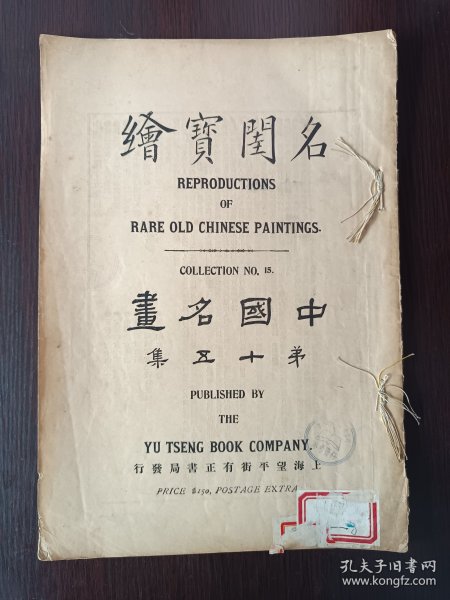 名閨寳繪
REPRODUCTIONS
OF
RARE OLD CHINESE PAINTINGS.
COLLECTION NO. 15.
中國名畫
弟十五集
PUBLISHED BY
THE
YU TSENG BOOK COMPANY.
上海望平街有正書局發行
PRICE $150, POSTAGE EXTRA
孔夫子旧书网
www.kongfz.com